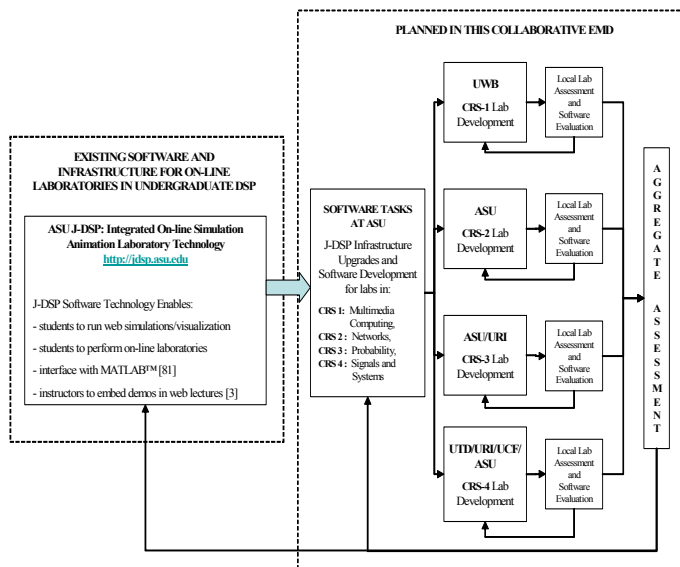 PLANNED IN THIS COLLABORATIVE EMD
EXISTING SOFTWARE AND
INFRASTRUCTURE FOR ON-LINE
LABORATORIES IN UNDERGRADUATE DSP
ASU J-DSP: Integrated On-line Simulation
Animation Laboratory Technology
http://jdsp.asu.edu
J-DSP Software Technology Enables:
- students to run web simulations/visualization
- students to perform on-line laboratories
- interface with MATLAB™ [81]
- instructors to embed demos in web lectures [3]
SOFTWARE TASKS
AT ASU
J-DSP Infrastructure
Upgrades and
Software Development
for labs in:
CRS 1: Multimedia
Computing,
CRS 2 : Networks,
CRS 3 : Probability,
CRS 4 : Signals and
Systems
UWB
CRS-1 Lab
Development
Local Lab
Assessment
and
Software
Evaluation
ASU
CRS-2 Lab
Development
Local Lab
Assessment
and
Software
Evaluation
ASU/URI
CRS-3 Lab
Development
Local Lab
Assessment
and
Software
Evaluation
UTD/URI/UCF/
ASU
CRS-4 Lab
Development
Local Lab
Assessment
and
Software
Evaluation
AGGREGATE ASSESSMENT